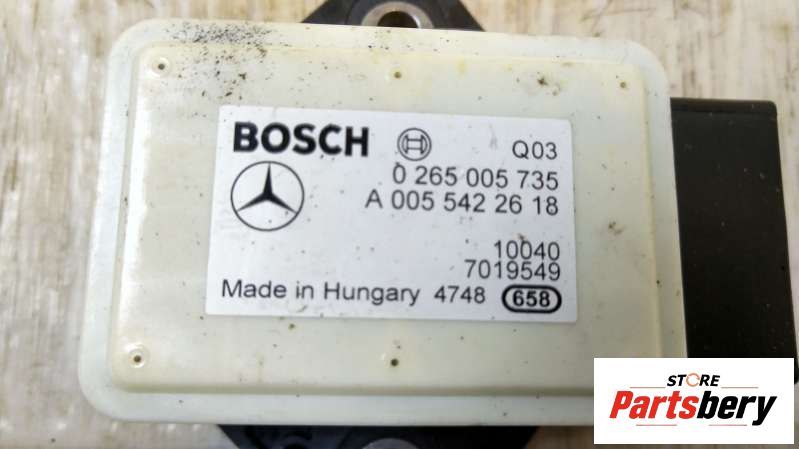 BOSCH
Q03
0 265 005 735
A 005 542 26 18
10040
7019549
Made in Hungary 4748 658
STORE
Partsbery